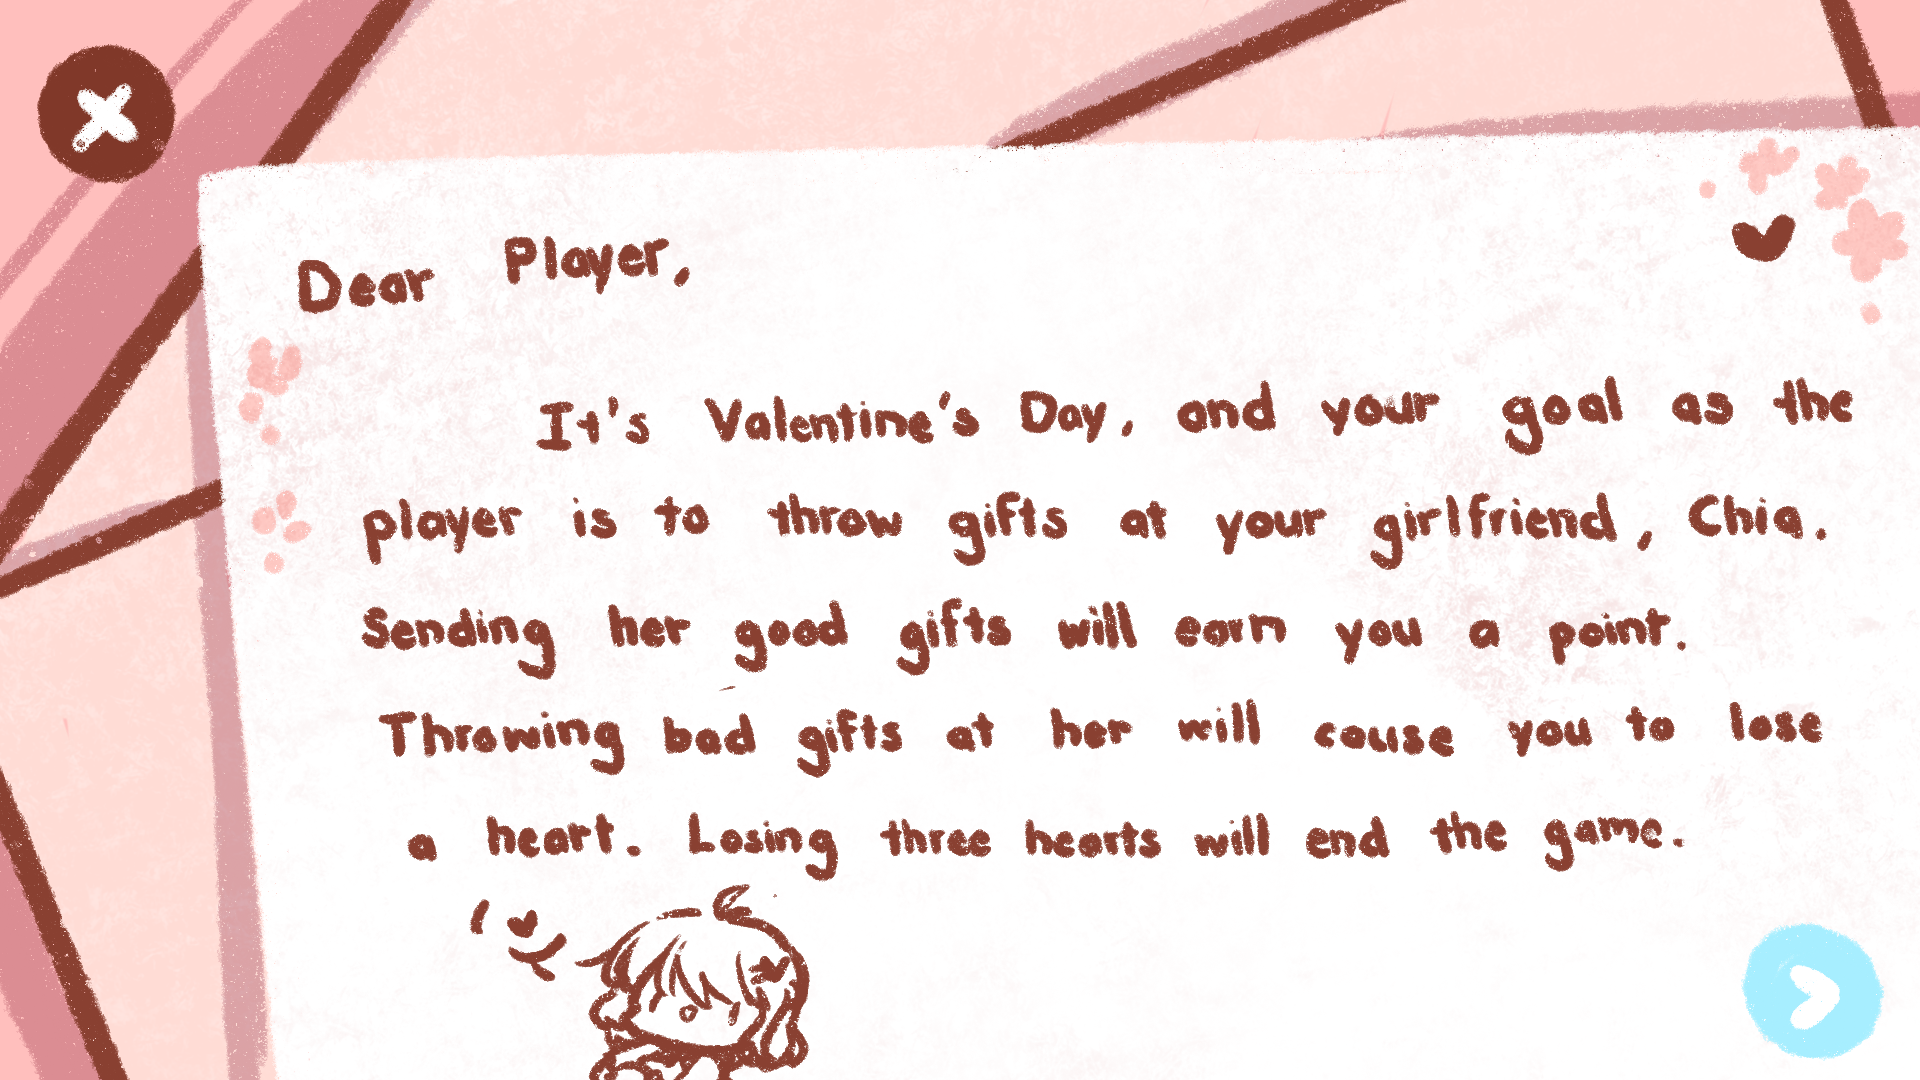 Dear Player,
It's Valentine's Day, and your goal as the
player is to throw gifts at your girlfriend, Chia.
Sending her good gifts will earn you a point.
Throwing bad gifts at her will cause you to lose
a heart. Losing three hearts will end the game.